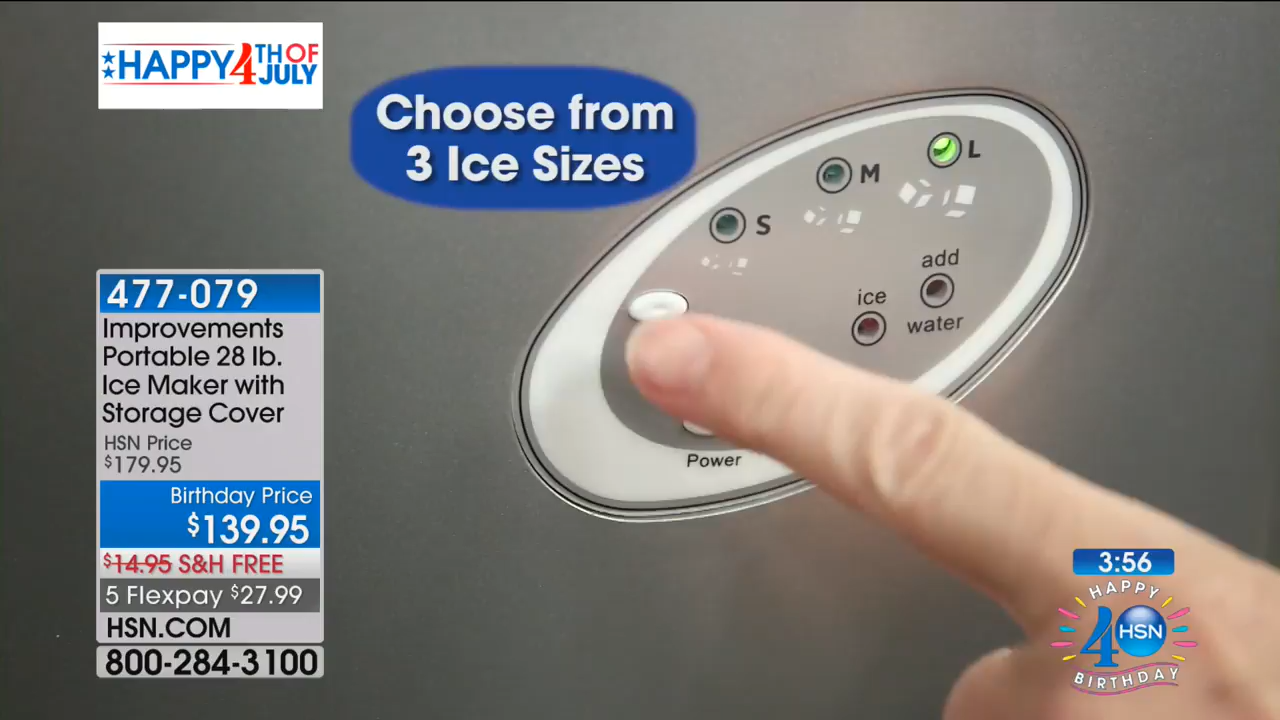 HAPPY 4TH OF JULY
Choose from
3 Ice Sizes
S
M
L
add
water
ice
Power
477-079
Improvements
Portable 28 lb.
Ice Maker with
Storage Cover
HSN Price
$179.95
Birthday Price
$139.95
$14.95 S&H FREE
5 Flexpay $27.99
HSN.COM
800-284-3100
3:56
HAPPY
40 HSN
BIRTHDAY